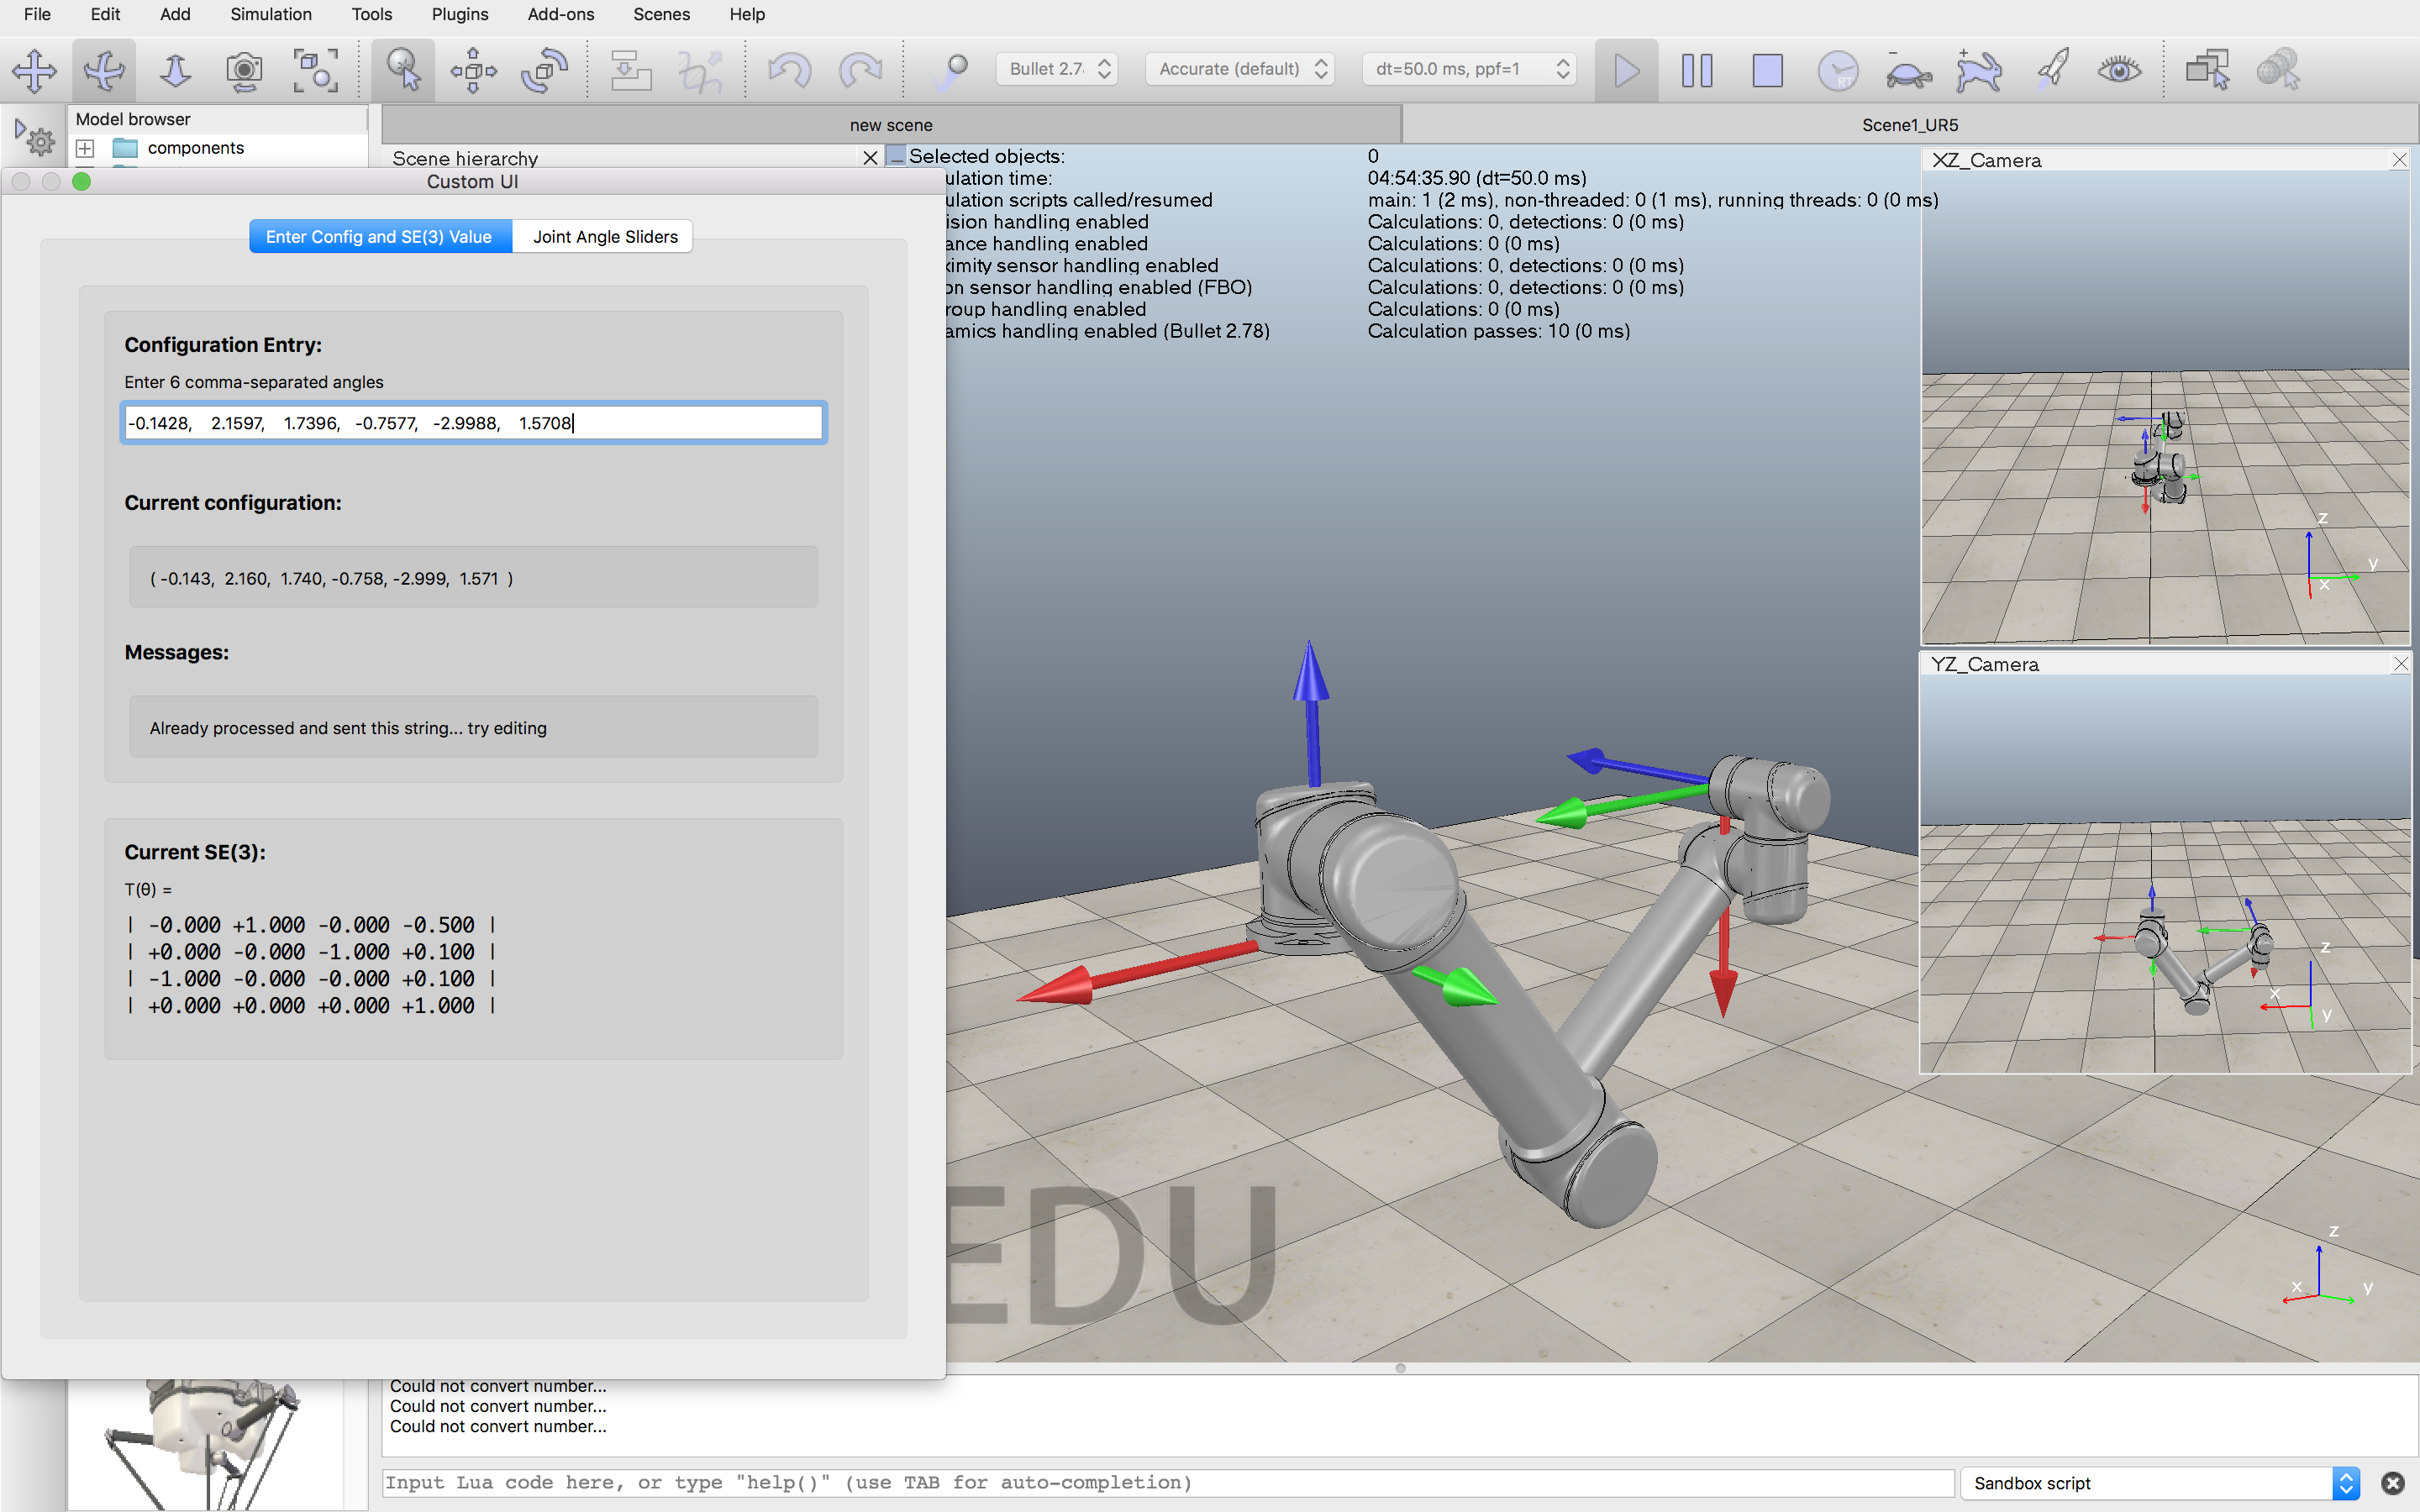 File Edit Add Simulation Tools Plugins Add-ons Scenes Help
RT
Bullet 2.7 Accurate (default) dt=50.0 ms, ppf=1
new scene Scene1_UR5
Model browser
components
Scene hierarchy
Custom UI
Enter Config and SE(3) Value Joint Angle Sliders
Configuration Entry:
Enter 6 comma-separated angles
-0.1428, 2.1597, 1.7396, -0.7577, -2.9988, 1.5708
Current configuration:
( -0.143, 2.160, 1.740, -0.758, -2.999, 1.571 )
Messages:
Already processed and sent this string... try editing
Current SE(3):
T(θ) =
| -0.000 +1.000 -0.000 -0.500 |
| +0.000 -0.000 -1.000 +0.100 |
| -1.000 -0.000 -0.000 +0.100 |
| +0.000 +0.000 +0.000 +1.000 |
Selected objects: 0
ulation time: 04:54:35.90 (dt=50.0 ms)
ulation scripts called/resumed main: 1 (2 ms), non-threaded: 0 (1 ms), running threads: 0 (0 ms)
ision handling enabled Calculations: 0, detections: 0 (0 ms)
ance handling enabled Calculations: 0 (0 ms)
imity sensor handling enabled Calculations: 0, detections: 0 (0 ms)
on sensor handling enabled (FBO) Calculations: 0, detections: 0 (0 ms)
roup handling enabled Calculations: 0 (0 ms)
amics handling enabled (Bullet 2.78) Calculation passes: 10 (0 ms)
XZ_Camera
z
y
x
YZ_Camera
z
x
y
EDU
z
x y
Could not convert number...
Could not convert number...
Could not convert number...
Input Lua code here, or type "help()" (use TAB for auto-completion)
Sandbox script